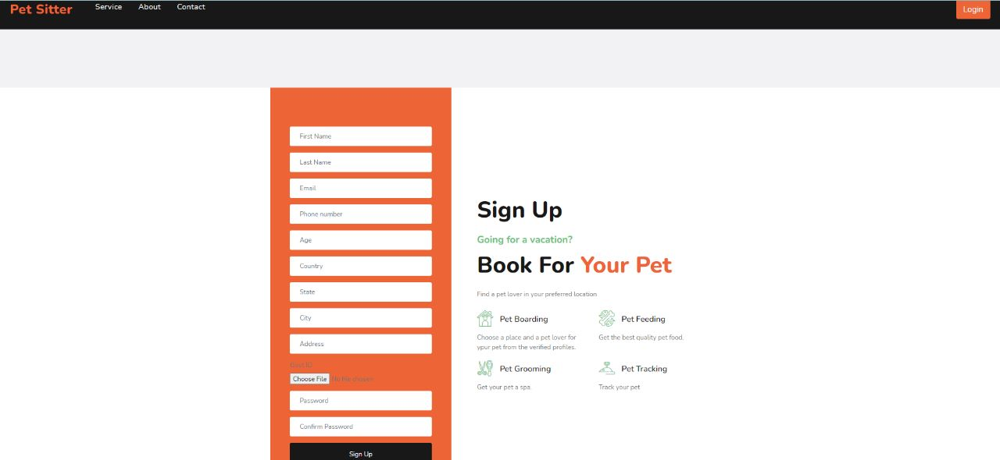 Pet Sitter Service About Contact Login
First Name
Last Name
Email
Phone number
Age
Country
State
City
Address
Govt ID
Choose File No file chosen
Password
Confirm Password
Sign Up
Sign Up
Going for a vacation?
Book For Your Pet
Find a pet lover in your preferred location
Pet Boarding
Choose a place and a pet lover for
your pet from the verified profiles.
Pet Feeding
Get the best quality pet food.
Pet Grooming
Get your pet a spa.
Pet Tracking
Track your pet